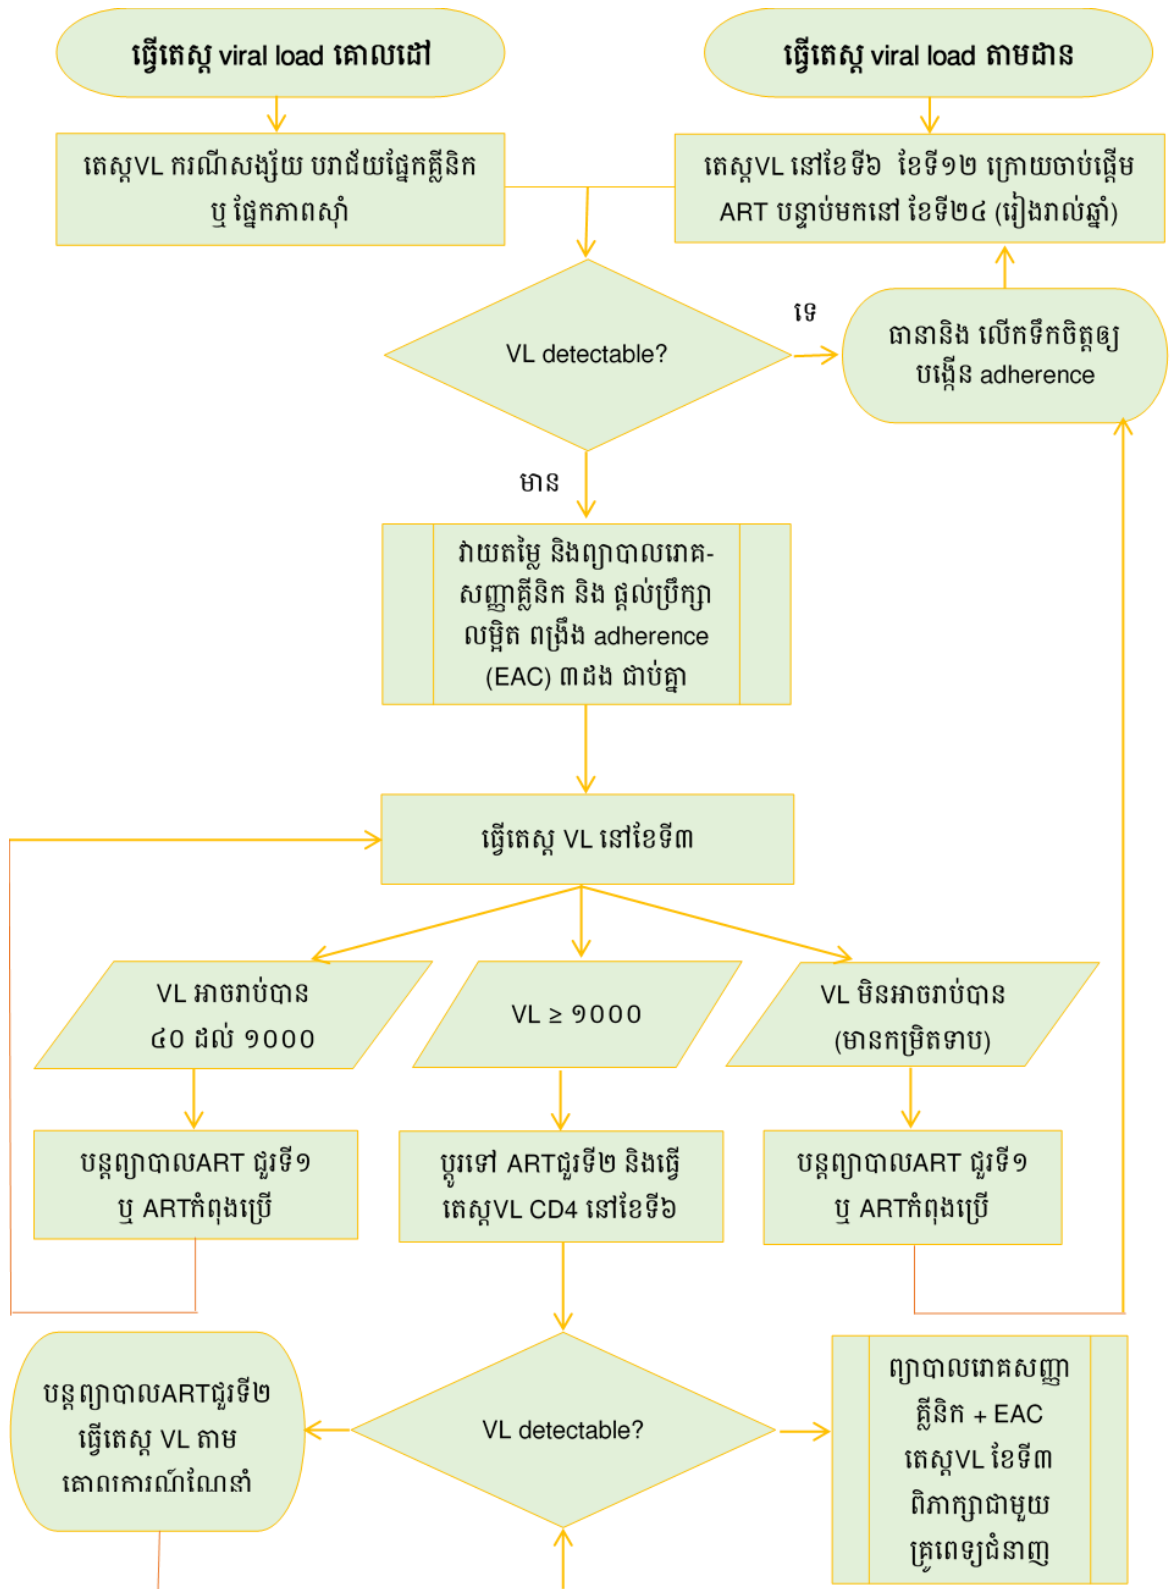 ធ្វើតេស្ត viral load គោលដៅ
ធ្វើតេស្ត viral load តាមដាន
តេស្តVL ករណីសង្ស័យ បរាជ័យផ្នែកគ្លីនិក
ឬ ផ្នែកភាពស៊ាំ
តេស្តVL នៅខែទី៦ ខែទី១២ ក្រោយចាប់ផ្តើម
ART បន្ទាប់មកនៅ ខែទី២៤ (រៀងរាល់ឆ្នាំ)
VL detectable?
ទេ
ធានានិង លើកទឹកចិត្តឲ្យ
បង្កើន adherence
មាន
វាយតម្លៃ និងព្យាបាលរោគ-
សញ្ញាគ្លីនិក និង ផ្តល់ប្រឹក្សា
លម្អិត ពង្រឹង adherence
(EAC) ៣ដង ជាប់គ្នា
ធ្វើតេស្ត VL នៅខែទី៣
VL អាចរាប់បាន
៤០ ដល់ ១០០០
VL ≥ ១០០០
VL មិនអាចរាប់បាន
(មានកម្រិតទាប)
បន្តព្យាបាលART ជួរទី១
ឬ ARTកំពុងប្រើ
ប្តូរទៅ ARTជួរទី២ និងធ្វើ
តេស្តVL CD4 នៅខែទី៦
បន្តព្យាបាលART ជួរទី១
ឬ ARTកំពុងប្រើ
បន្តព្យាបាលARTជួរទី២
ធ្វើតេស្ត VL តាម
គោលការណ៍ណែនាំ
VL detectable?
ព្យាបាលរោគសញ្ញា
គ្លីនិក + EAC
តេស្តVL ខែទី៣
ពិភាក្សាជាមួយ
គ្រូពេទ្យជំនាញ